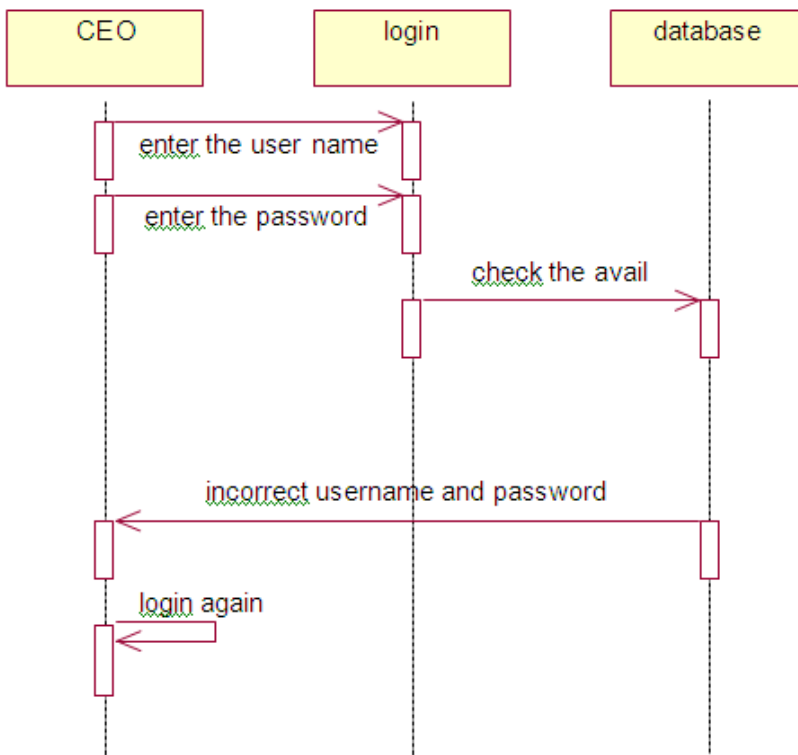 CEO
login
database
enter the user name
enter the password
check the avail
incorrect username and password
login again